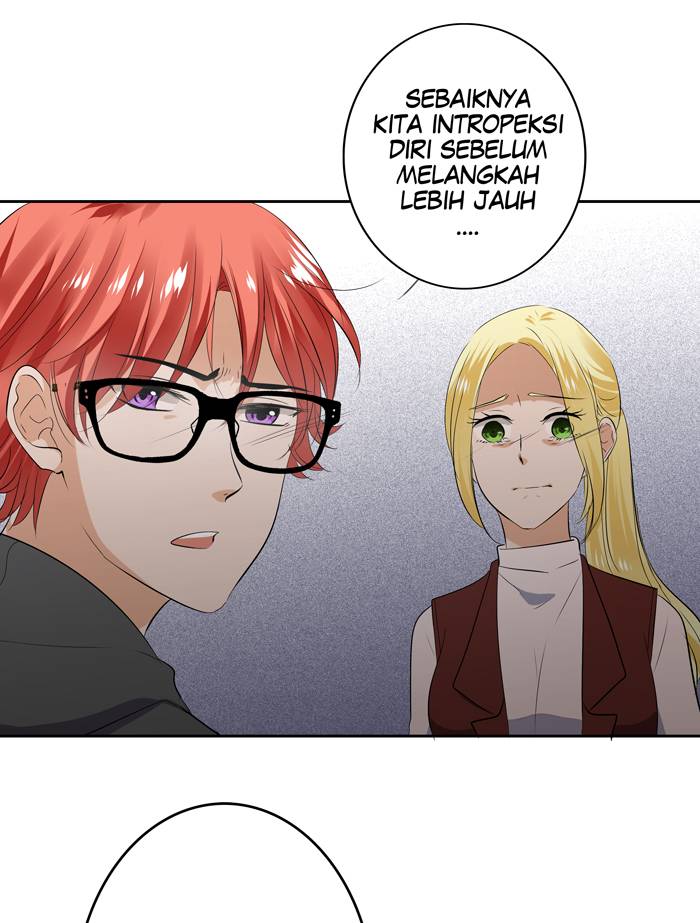 SEBAIKNYA
KITA INTROPEKSI
DIRI SEBELUM
MELANGKAH
LEBIH JAUH
....